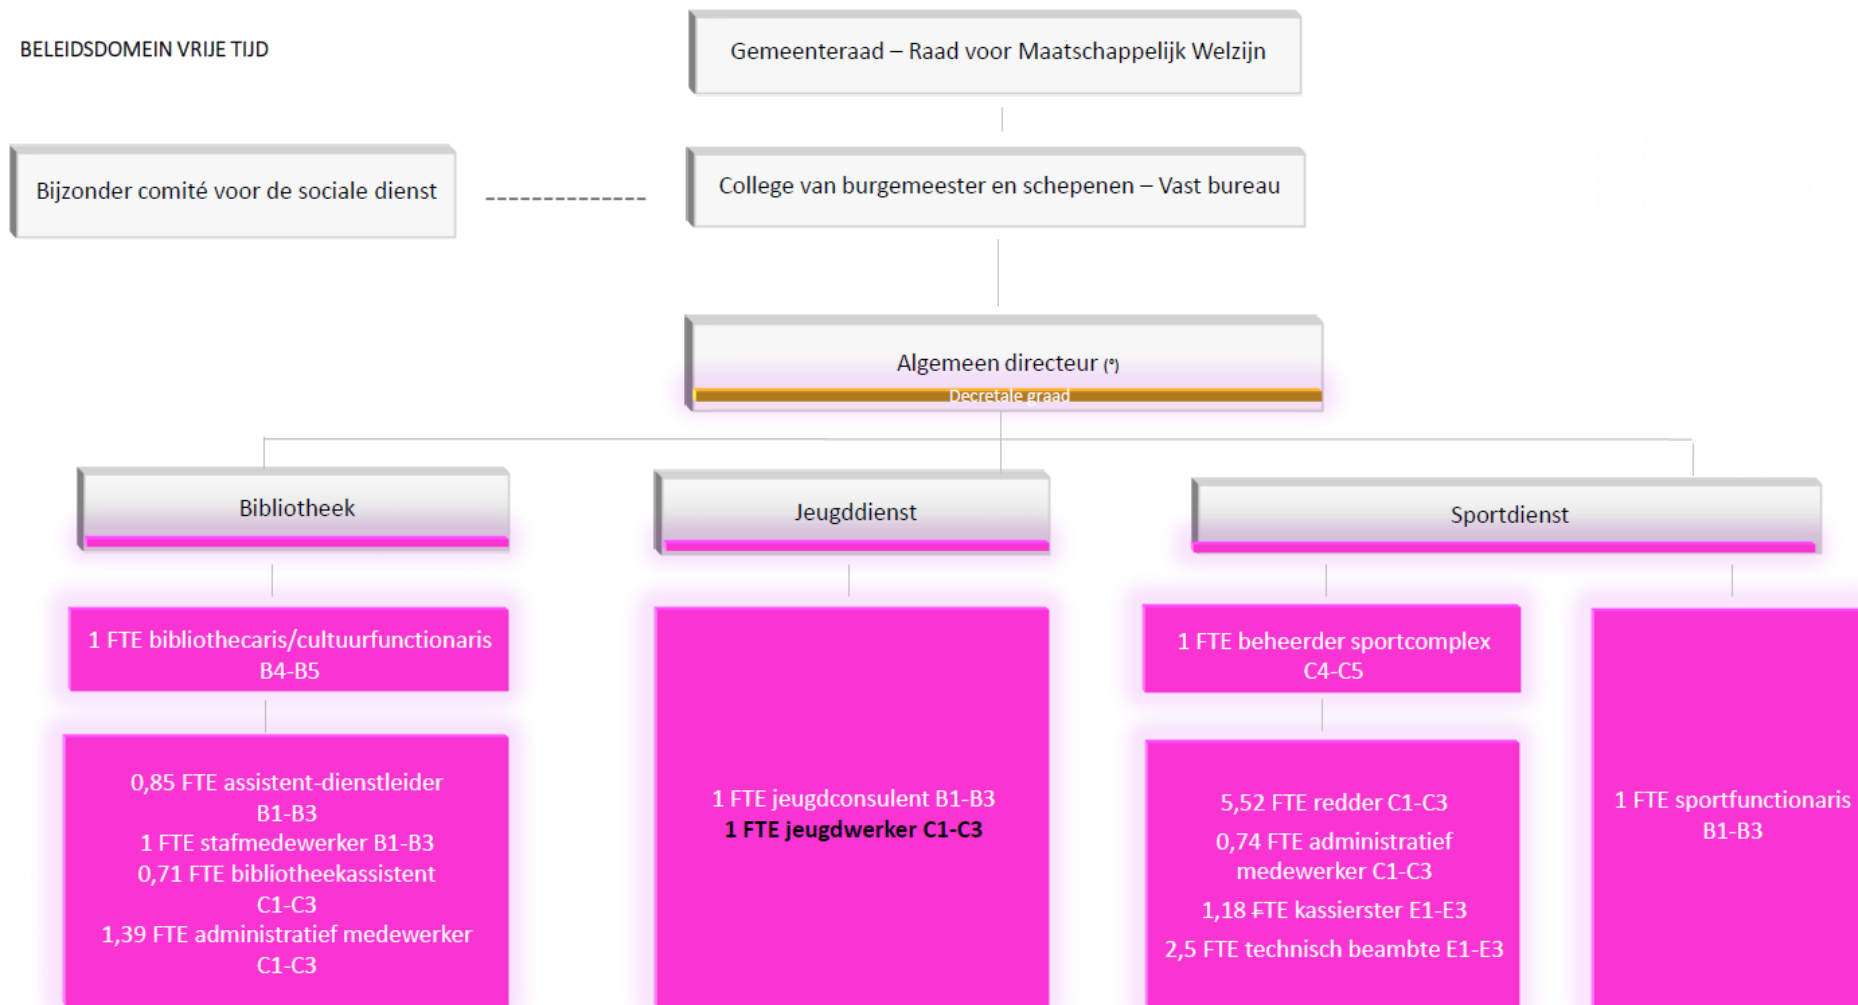 BELEIDSDOMEIN VRIJE TIJD
Gemeenteraad – Raad voor Maatschappelijk Welzijn
Bijzonder comité voor de sociale dienst
College van burgemeester en schepenen – Vast bureau
Algemeen directeur (°)
Decretale graad
Bibliotheek
Jeugddienst
Sportdienst
1 FTE bibliothecaris/cultuurfunctionaris
B4-B5
0,85 FTE assistent-dienstleider
B1-B3
1 FTE stafmedewerker B1-B3
0,71 FTE bibliotheekassistent
C1-C3
1,39 FTE administratief medewerker
C1-C3
1 FTE jeugdconsulent B1-B3
1 FTE jeugdwerker C1-C3
1 FTE beheerder sportcomplex
C4-C5
5,52 FTE redder C1-C3
0,74 FTE administratief
medewerker C1-C3
1,18 FTE kassierster E1-E3
2,5 FTE technisch beambte E1-E3
1 FTE sportfunctionaris
B1-B3